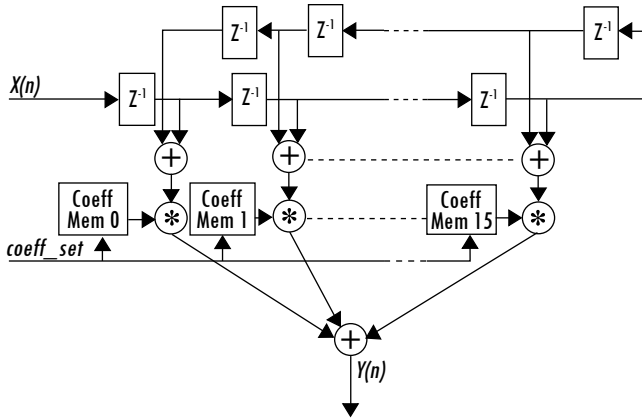 Z-1
Z-1
Z-1
X(n)
Z-1
Z-1
Z-1
+
+
+
Coeff
Mem 0
*
Coeff
Mem 1
*
Coeff
Mem 15
*
coeff_set
+
Y(n)